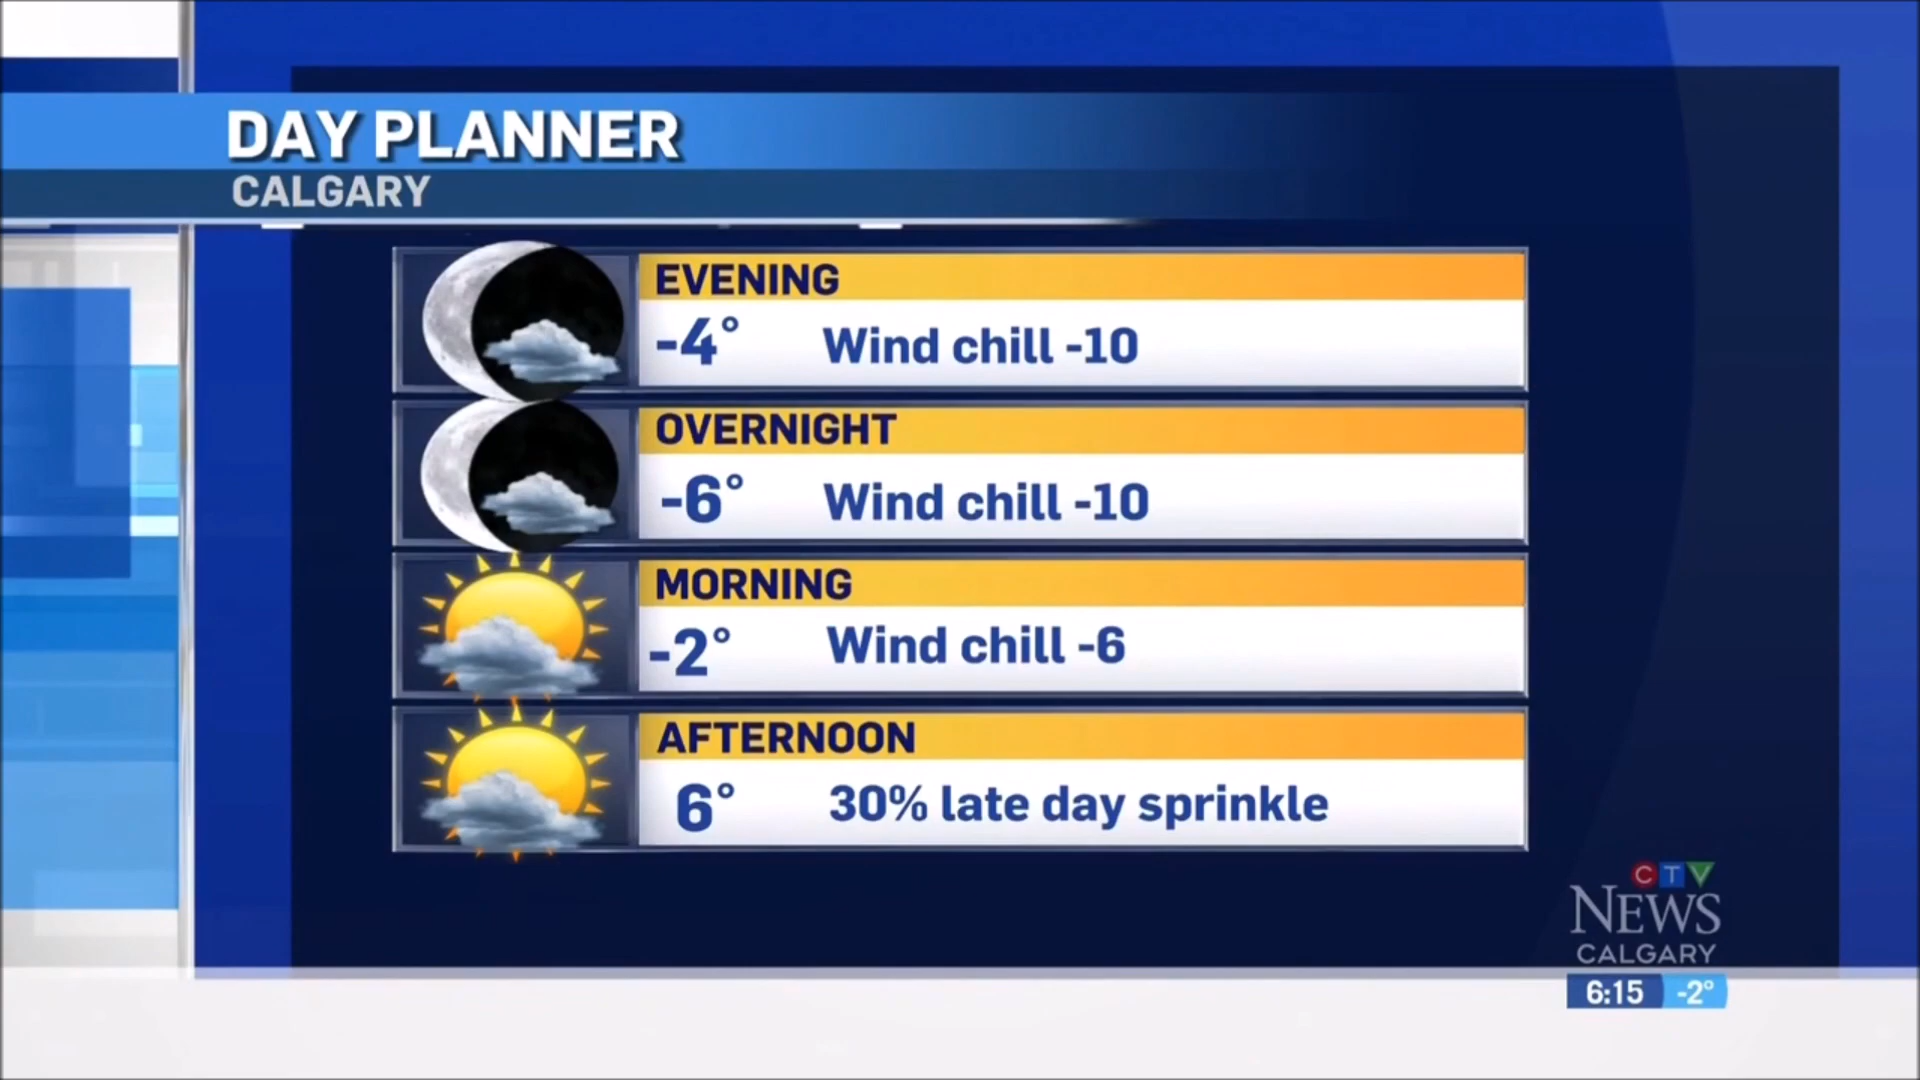 DAY PLANNER
CALGARY
EVENING
-4° Wind chill -10
OVERNIGHT
-6° Wind chill -10
MORNING
-2° Wind chill -6
AFTERNOON
6° 30% late day sprinkle
CTV
NEWS
CALGARY
6:15 -2°